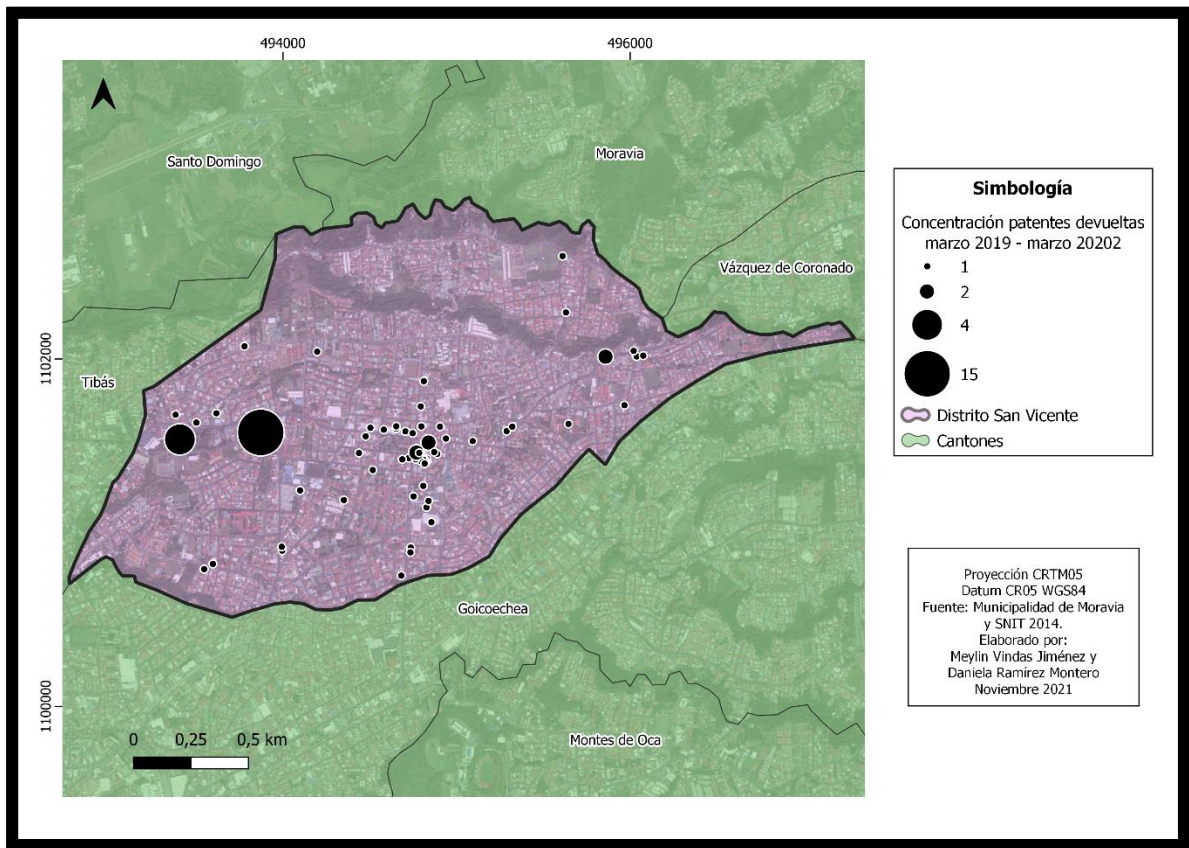 494000
496000
Santo Domingo
Moravia
Vázquez de Coronado
1102000
Tibás
Goicoechea
1100000
Montes de Oca
0 0,25 0,5 km
Simbología
Concentración patentes devueltas
marzo 2019 - marzo 20202
1
2
4
15
Distrito San Vicente
Cantones
Proyección CRTM05
Datum CR05 WGS84
Fuente: Municipalidad de Moravia
y SNIT 2014.
Elaborado por:
Meylin Vindas Jiménez y
Daniela Ramírez Montero
Noviembre 2021